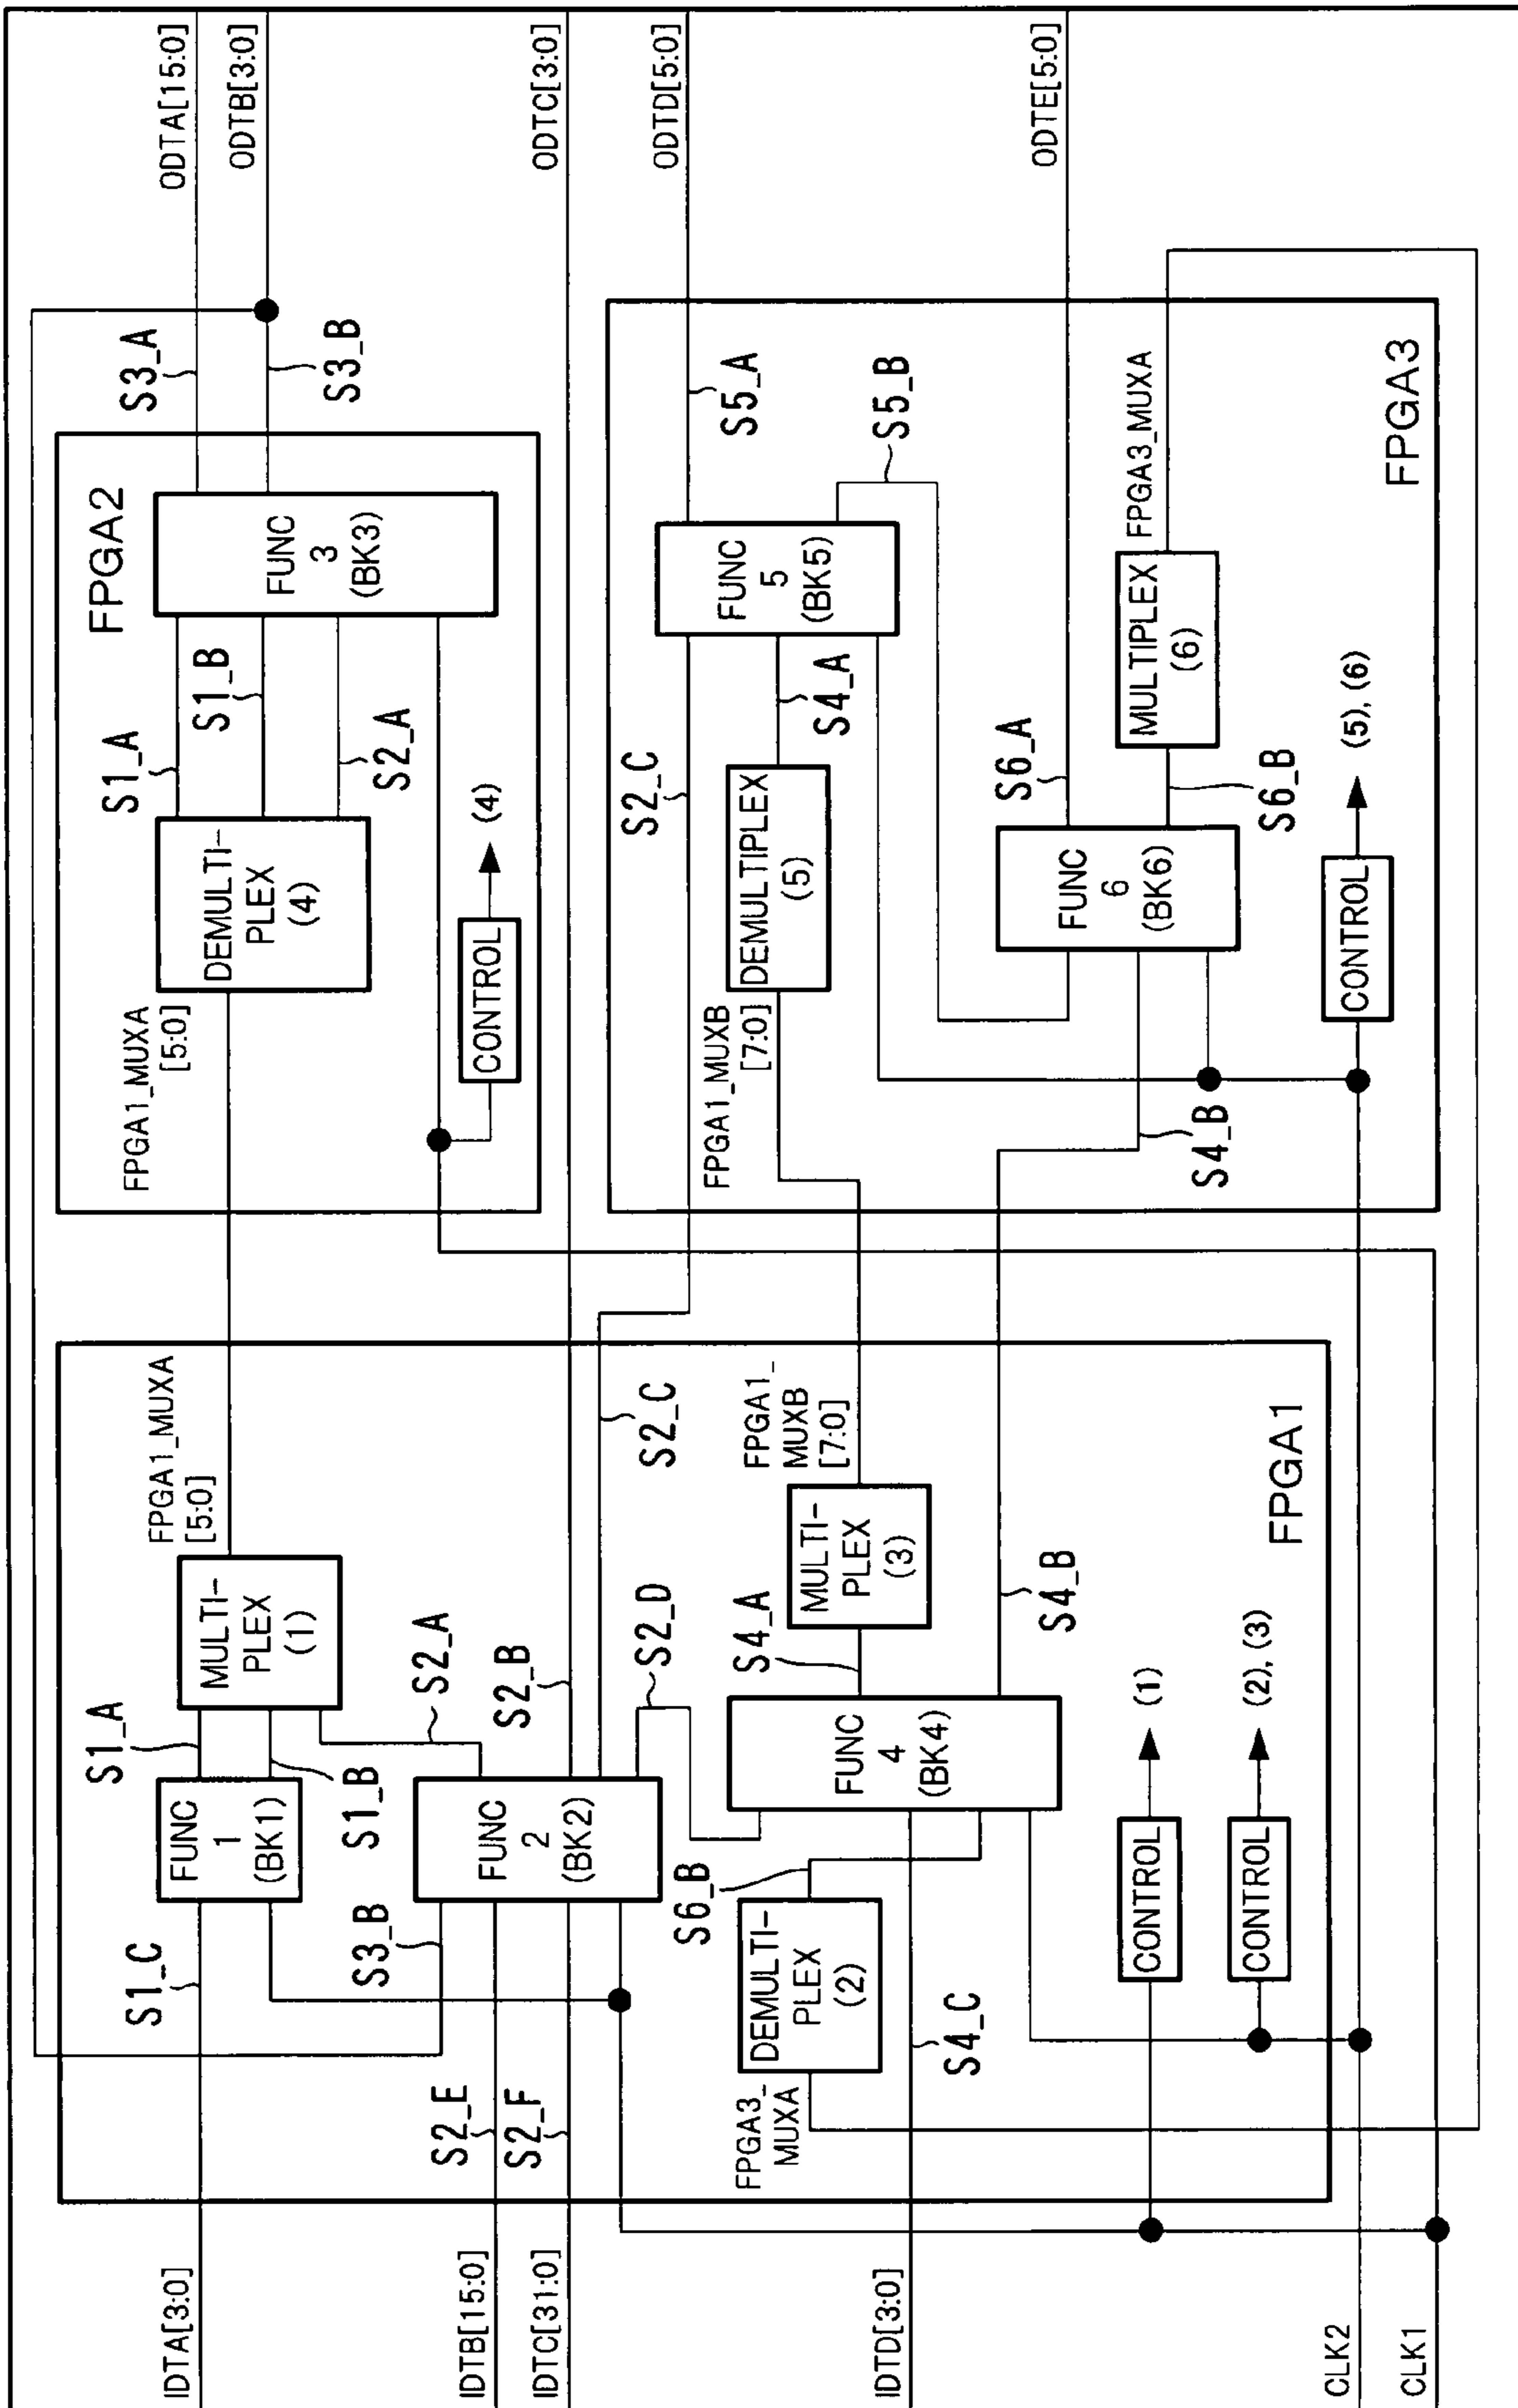 IDTA[3:0]
IDTB[15:0]
IDTC[31:0]
IDTD[3:0]
CLK2
CLK1
FPGA1
S1_C
S3_B
S2_E
S2_F
FUNC
1
(BK1)
S1_A
S1_B
MULTI-
PLEX
(1)
FPGA1_MUXA
[5:0]
FUNC
2
(BK2)
S2_A
S2_B
S2_C
S2_D
S6_B
DEMULTI-
PLEX
(2)
FPGA3_
MUXA
S4_C
FUNC
4
(BK4)
S4_A
MULTI-
PLEX
(3)
FPGA1_
MUXB
[7:0]
S4_B
CONTROL
(1)
CONTROL
(2), (3)
FPGA2
FPGA1_MUXA
[5:0]
DEMULTI-
PLEX
(4)
S1_A
S1_B
S2_A
FUNC
3
(BK3)
CONTROL
(4)
S3_A
S3_B
FPGA3
S2_C
FPGA1_MUXB
[7:0]
DEMULTIPLEX
(5)
S4_A
FUNC
5
(BK5)
S5_A
S5_B
S4_B
FUNC
6
(BK6)
S6_A
S6_B
MULTIPLEX
(6)
FPGA3_MUXA
CONTROL
(5), (6)
ODTA[15:0]
ODTB[3:0]
ODTC[3:0]
ODTD[5:0]
ODTE[5:0]